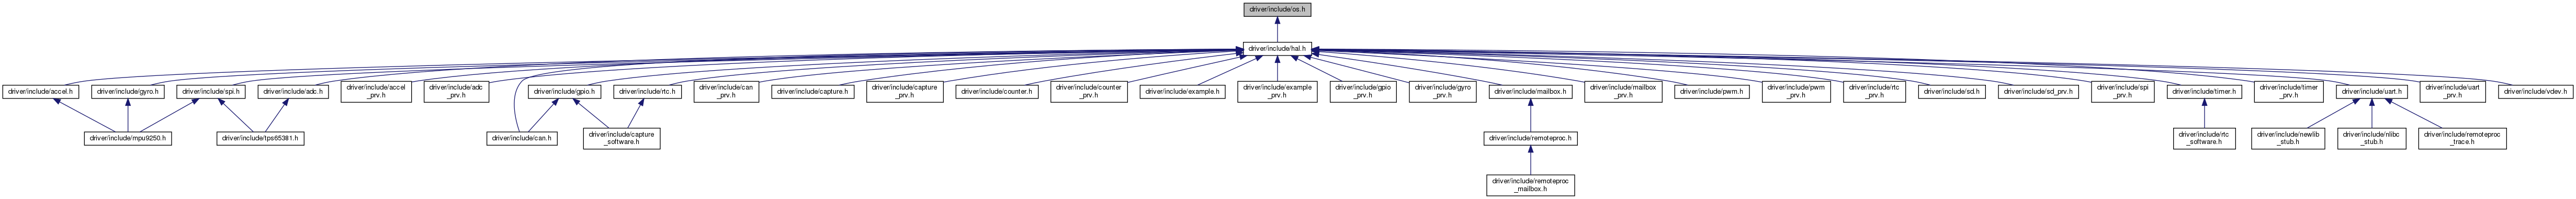 driver/include/os.h
driver/include/hal.h
driver/include/accel.h
driver/include/gyro.h
driver/include/spi.h
driver/include/adc.h
driver/include/accel
_prv.h
driver/include/adc
_prv.h
driver/include/gpio.h
driver/include/rtc.h
driver/include/can
_prv.h
driver/include/capture.h
driver/include/capture
_prv.h
driver/include/counter.h
driver/include/counter
_prv.h
driver/include/example.h
driver/include/example
_prv.h
driver/include/gpio
_prv.h
driver/include/gyro
_prv.h
driver/include/mailbox.h
driver/include/mailbox
_prv.h
driver/include/pwm.h
driver/include/pwm
_prv.h
driver/include/rtc
_prv.h
driver/include/sd.h
driver/include/sd_prv.h
driver/include/spi
_prv.h
driver/include/timer.h
driver/include/timer
_prv.h
driver/include/uart.h
driver/include/uart
_prv.h
driver/include/vdev.h
driver/include/mpu9250.h
driver/include/tps65381.h
driver/include/can.h
driver/include/capture
_software.h
driver/include/remoteproc.h
driver/include/rtc
_software.h
driver/include/newlib
_stub.h
driver/include/nlibc
_stub.h
driver/include/remoteproc
_trace.h
driver/include/remoteproc
_mailbox.h